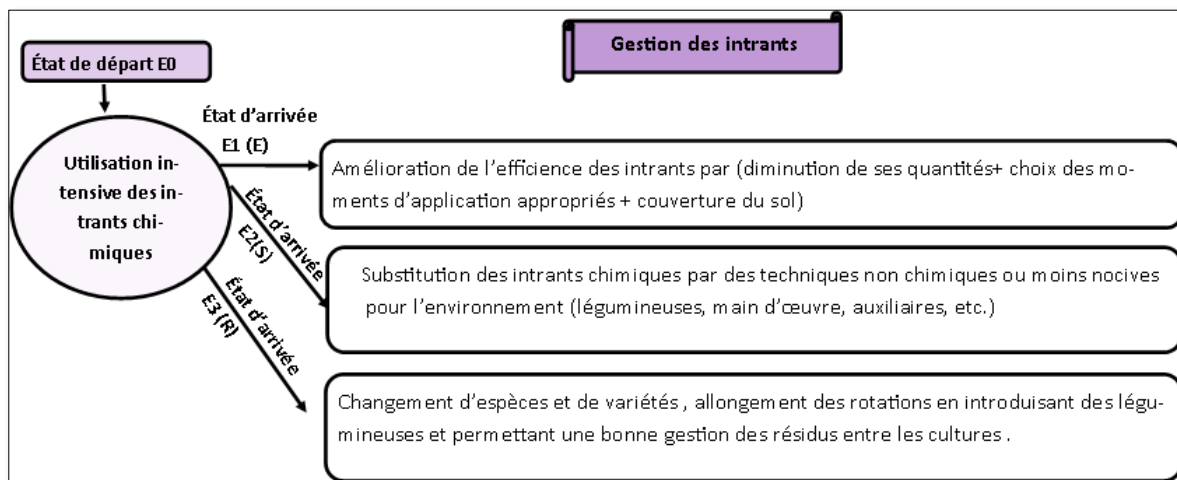 Gestion des intrants
État de départ E0
Utilisation in-
tensive des in-
trants chi-
miques
État d’arrivée
E1 (E)
Amélioration de l’efficience des intrants par (diminution de ses quantités+ choix des mo-
ments d’application appropriés + couverture du sol)
État d’arrivée
E2(S)
Substitution des intrants chimiques par des techniques non chimiques ou moins nocives
pour l’environnement (légumineuses, main d’œuvre, auxiliaires, etc.)
État d’arrivée
E3 (R)
Changement d’espèces et de variétés , allongement des rotations en introduisant des légu-
mineuses et permettant une bonne gestion des résidus entre les cultures .